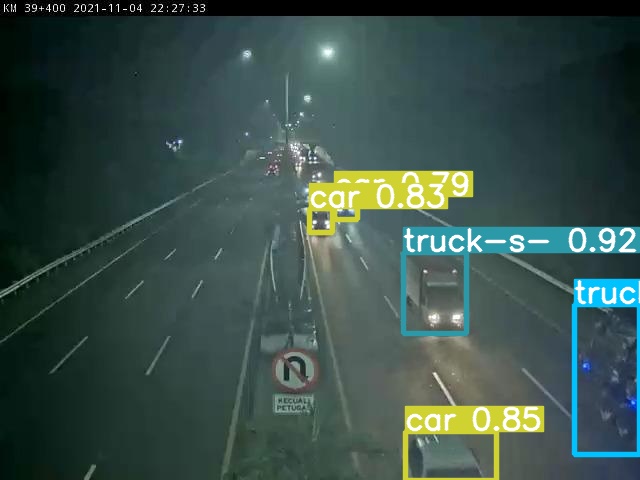 KM 39+400 2021-11-04 22:27:33
car 0.79
car 0.83
truck-s- 0.92
truc
car 0.85
KECUALI
PETUGAS